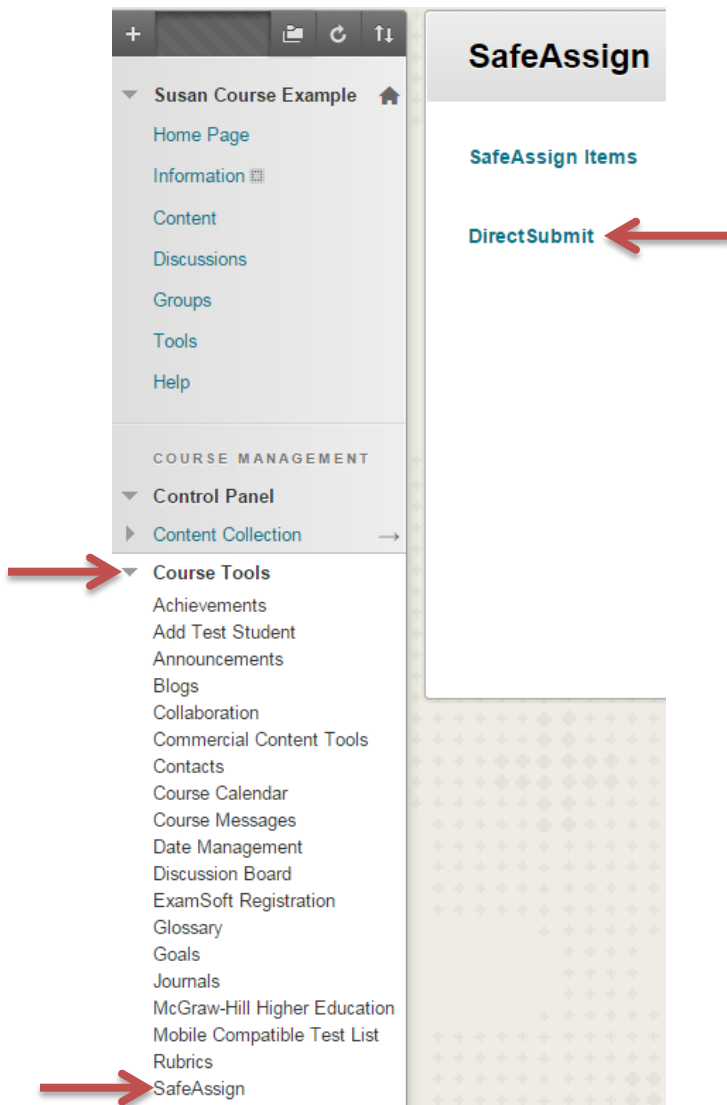 Susan Course Example
Home Page
Information
Content
Discussions
Groups
Tools
Help
COURSE MANAGEMENT
Control Panel
Content Collection
Course Tools
Achievements
Add Test Student
Announcements
Blogs
Collaboration
Commercial Content Tools
Contacts
Course Calendar
Course Messages
Date Management
Discussion Board
ExamSoft Registration
Glossary
Goals
Journals
McGraw-Hill Higher Education
Mobile Compatible Test List
Rubrics
SafeAssign
SafeAssign
SafeAssign Items
DirectSubmit